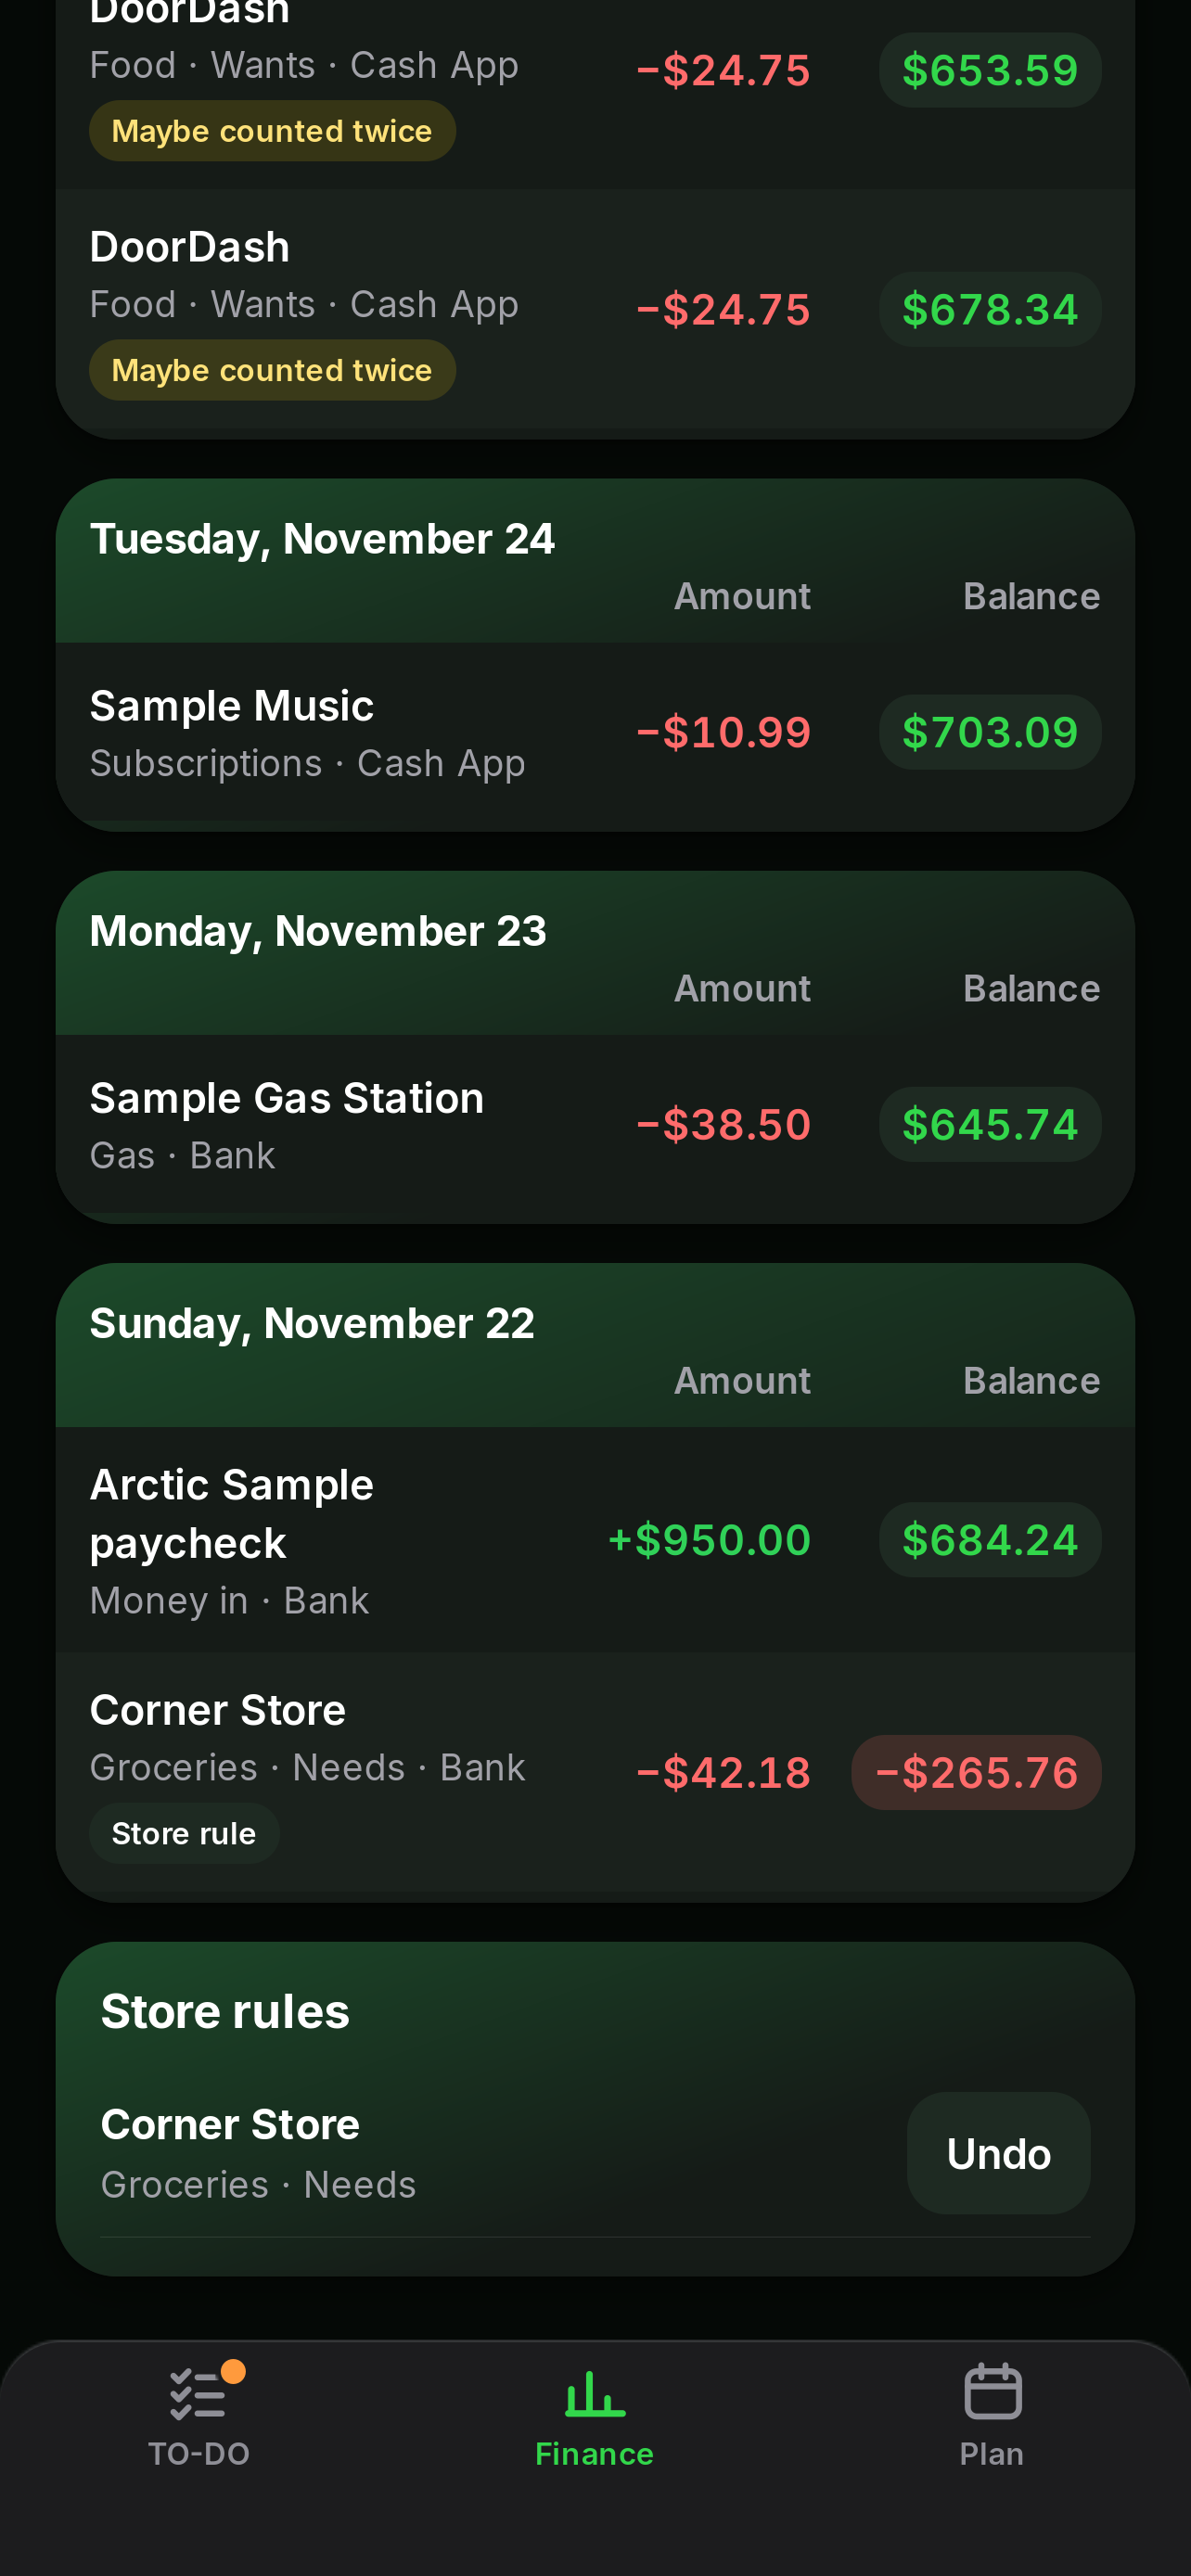 DoorDash
Food · Wants · Cash App
−$24.75
$653.59
Maybe counted twice
DoorDash
Food · Wants · Cash App
−$24.75
$678.34
Maybe counted twice
Tuesday, November 24
Amount
Balance
Sample Music
Subscriptions · Cash App
−$10.99
$703.09
Monday, November 23
Amount
Balance
Sample Gas Station
Gas · Bank
−$38.50
$645.74
Sunday, November 22
Amount
Balance
Arctic Sample
paycheck
Money in · Bank
+$950.00
$684.24
Corner Store
Groceries · Needs · Bank
−$42.18
−$265.76
Store rule
Store rules
Corner Store
Groceries · Needs
Undo
TO-DO
Finance
Plan